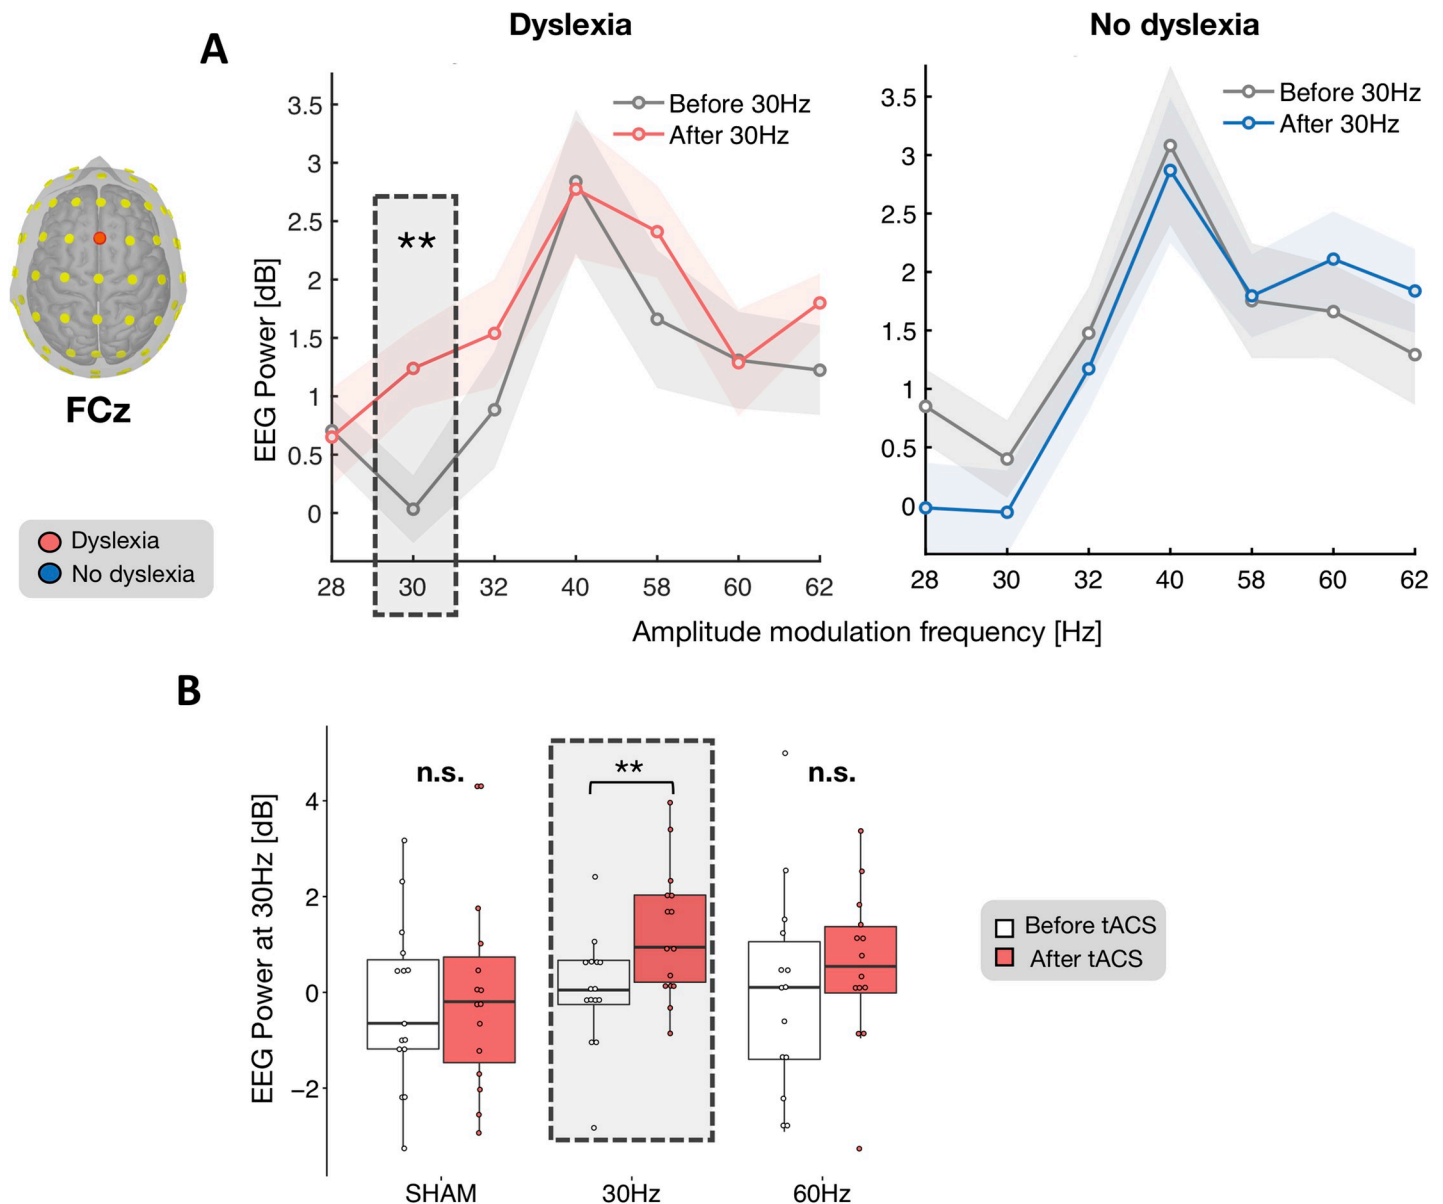 A
Dyslexia
No dyslexia
3.5
3
2.5
2
1.5
1
0.5
0
EEG Power [dB]
Before 30Hz
After 30Hz
**
28 30 32 40 58 60 62
3.5
3
2.5
2
1.5
1
0.5
0
Before 30Hz
After 30Hz
28 30 32 40 58 60 62
Amplitude modulation frequency [Hz]
FCz
Dyslexia
No dyslexia
B
EEG Power at 30Hz [dB]
4
2
0
−2
n.s.
**
n.s.
SHAM 30Hz 60Hz
Before tACS
After tACS